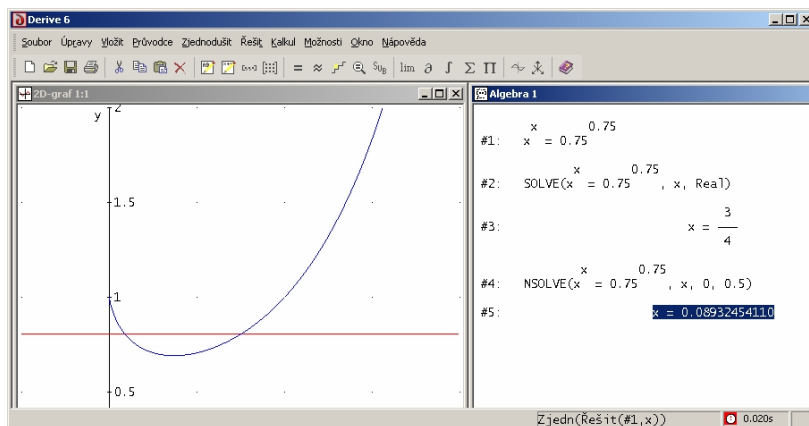 Derive 6
Soubor Úpravy Vložit Průvodce Zjednodušit Řešit Kalkul Možnosti Okno Nápověda
= ≈ SUB lim ∂ ∫ Σ Π
2D-graf 1:1
y
2
1.5
1
0.5
Algebra 1
x 0.75
#1: x = 0.75
x 0.75
#2: SOLVE(x = 0.75 , x, Real)
3
#3: x = ───
4
x 0.75
#4: NSOLVE(x = 0.75 , x, 0, 0.5)
#5: x = 0.08932454110
Zjedn(Řešit(#1,x)) 0.020s